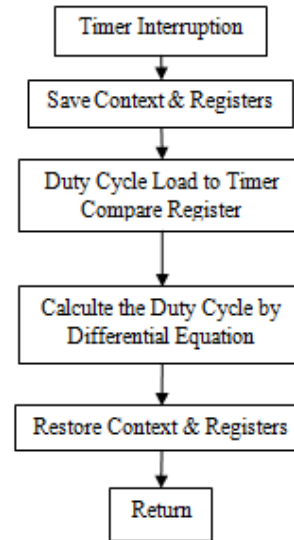 Timer Interruption
Save Context & Registers
Duty Cycle Load to Timer
Compare Register
Calculte the Duty Cycle by
Differential Equation
Restore Context & Registers
Return